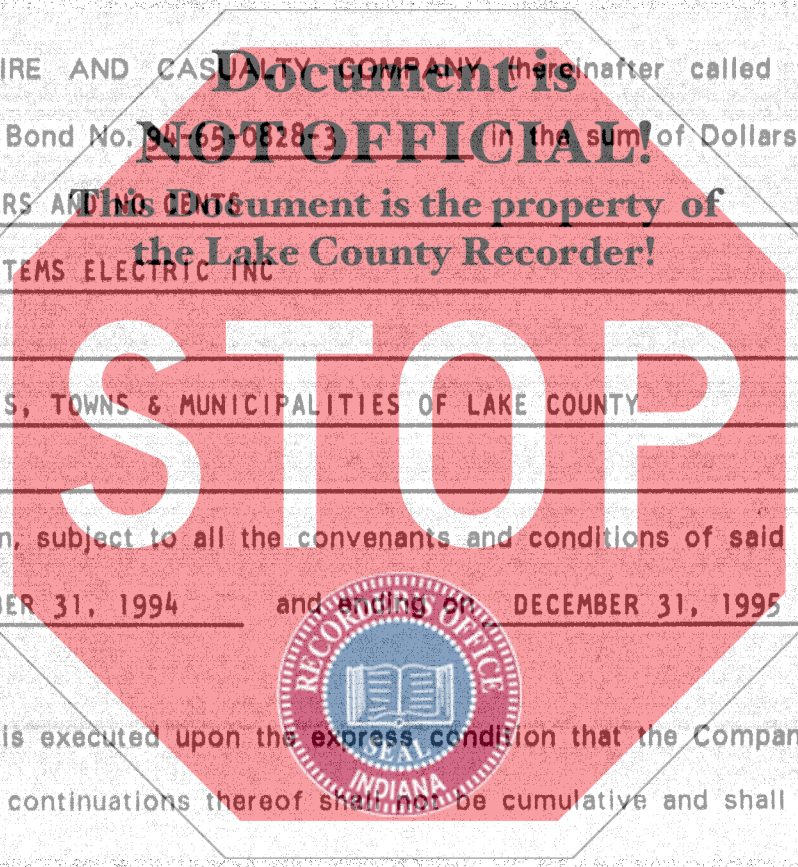 Document is
IRE AND CASUALTY COMPANY (hereinafter called
NOT OFFICIAL!
Bond No. 94-65-0828-3 in the sum of Dollars
This Document is the property of
RS AND NO CENTS
the Lake County Recorder!
TEMS ELECTRIC INC
STOP
S, TOWNS & MUNICIPALITIES OF LAKE COUNTY
n, subject to all the convenants and conditions of said
BER 31, 1994 and ending on DECEMBER 31, 1995
RECORDER'S OFFICE
is executed upon the express condition that the Compan
SEAL
INDIANA
continuations thereof shall not be cumulative and shall